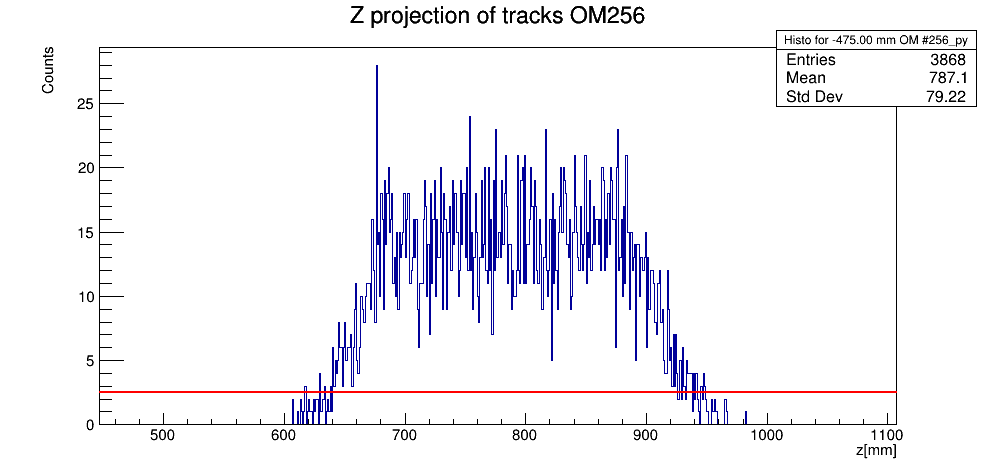 Z projection of tracks OM256
Histo for -475.00 mm OM #256_py
Entries 3868
Mean 787.1
Std Dev 79.22
Counts
25
20
15
10
5
0
500 600 700 800 900 1000 1100
z[mm]